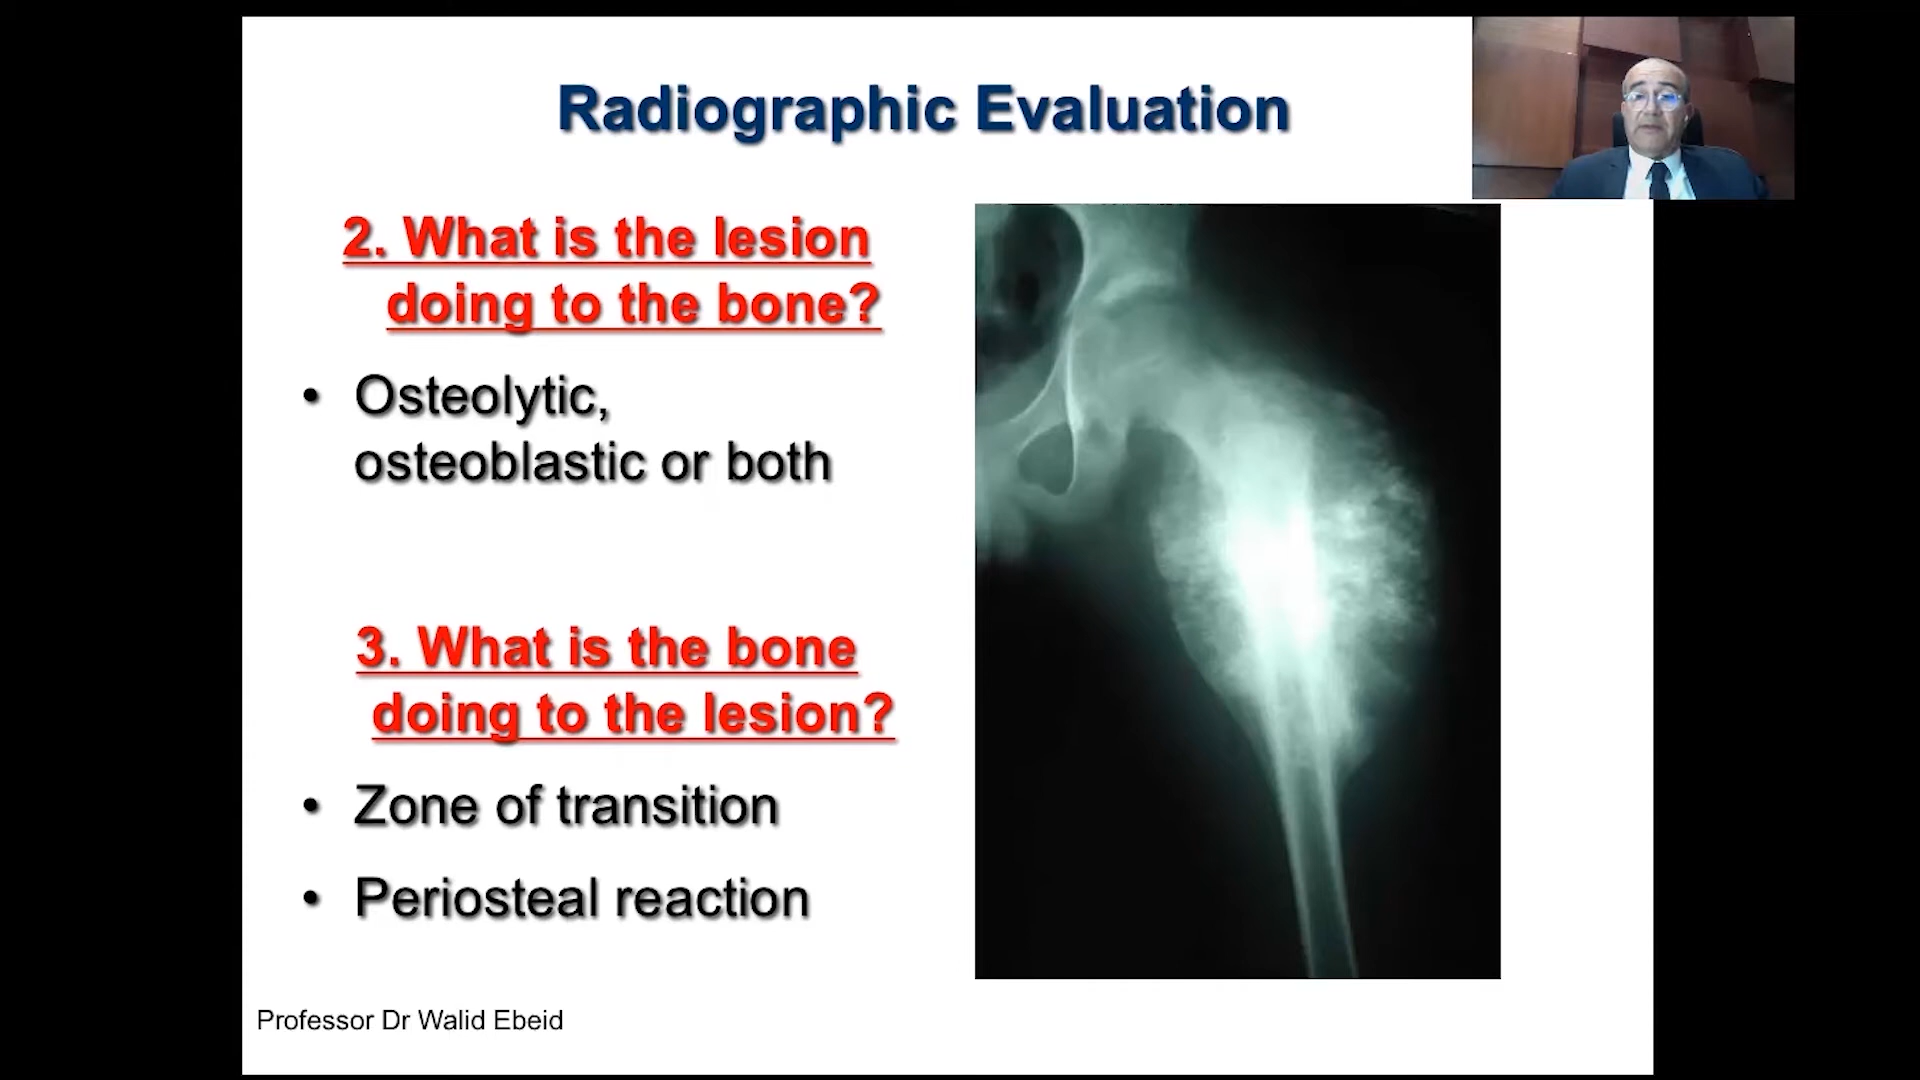 Radiographic Evaluation
2. What is the lesion
doing to the bone?
• Osteolytic,
osteoblastic or both
3. What is the bone
doing to the lesion?
• Zone of transition
• Periosteal reaction
Professor Dr Walid Ebeid